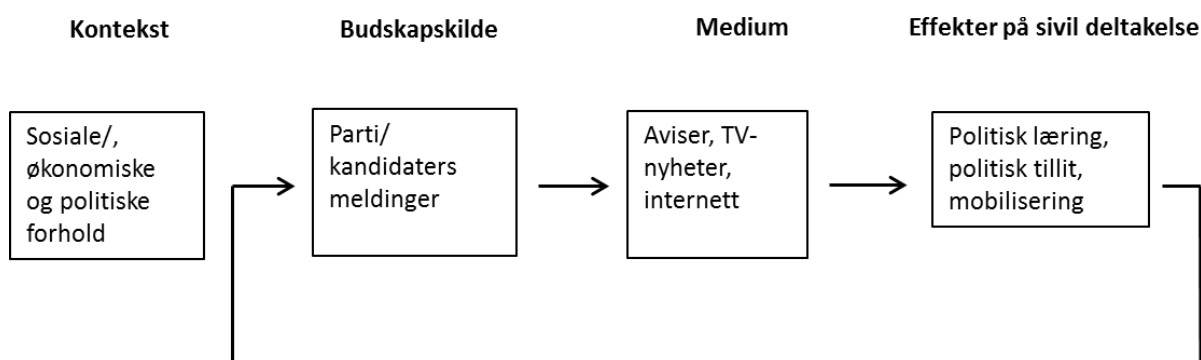 Kontekst
Budskapskilde
Medium
Effekter på sivil deltakelse
Sosiale/,
økonomiske
og politiske
forhold
Parti/
kandidaters
meldinger
Aviser, TV-
nyheter,
internett
Politisk læring,
politisk tillit,
mobilisering